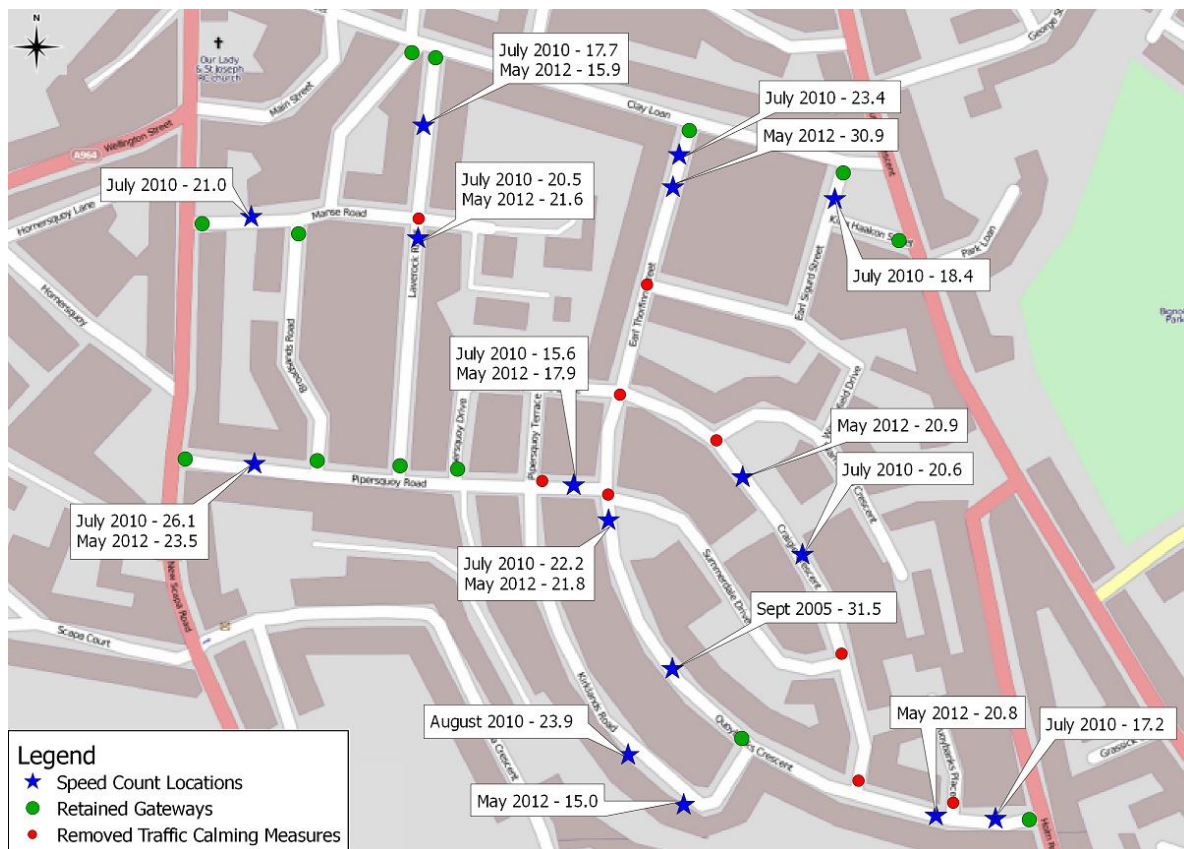 N
Our Lady
& St Joseph
RC church
July 2010 - 17.7
May 2012 - 15.9
George St
Main Street
Clay Loan
July 2010 - 23.4
Wellington Street
A964
May 2012 - 30.9
July 2010 - 21.0
July 2010 - 20.5
May 2012 - 21.6
Homersquoy Lane
Manse Road
Park Loan
July 2010 - 18.4
Homersquoy
Earl Sigurd Street
July 2010 - 15.6
May 2012 - 17.9
May 2012 - 20.9
July 2010 - 20.6
Pipersquoy Terrace
Pipersquoy Road
July 2010 - 26.1
May 2012 - 23.5
July 2010 - 22.2
May 2012 - 21.8
Summerdale Drive
New Scapa Road
Scapa Court
Sept 2005 - 31.5
Kirklands Road
August 2010 - 23.9
May 2012 - 20.8
July 2010 - 17.2
May 2012 - 15.0
Legend
Speed Count Locations
Retained Gateways
Removed Traffic Calming Measures